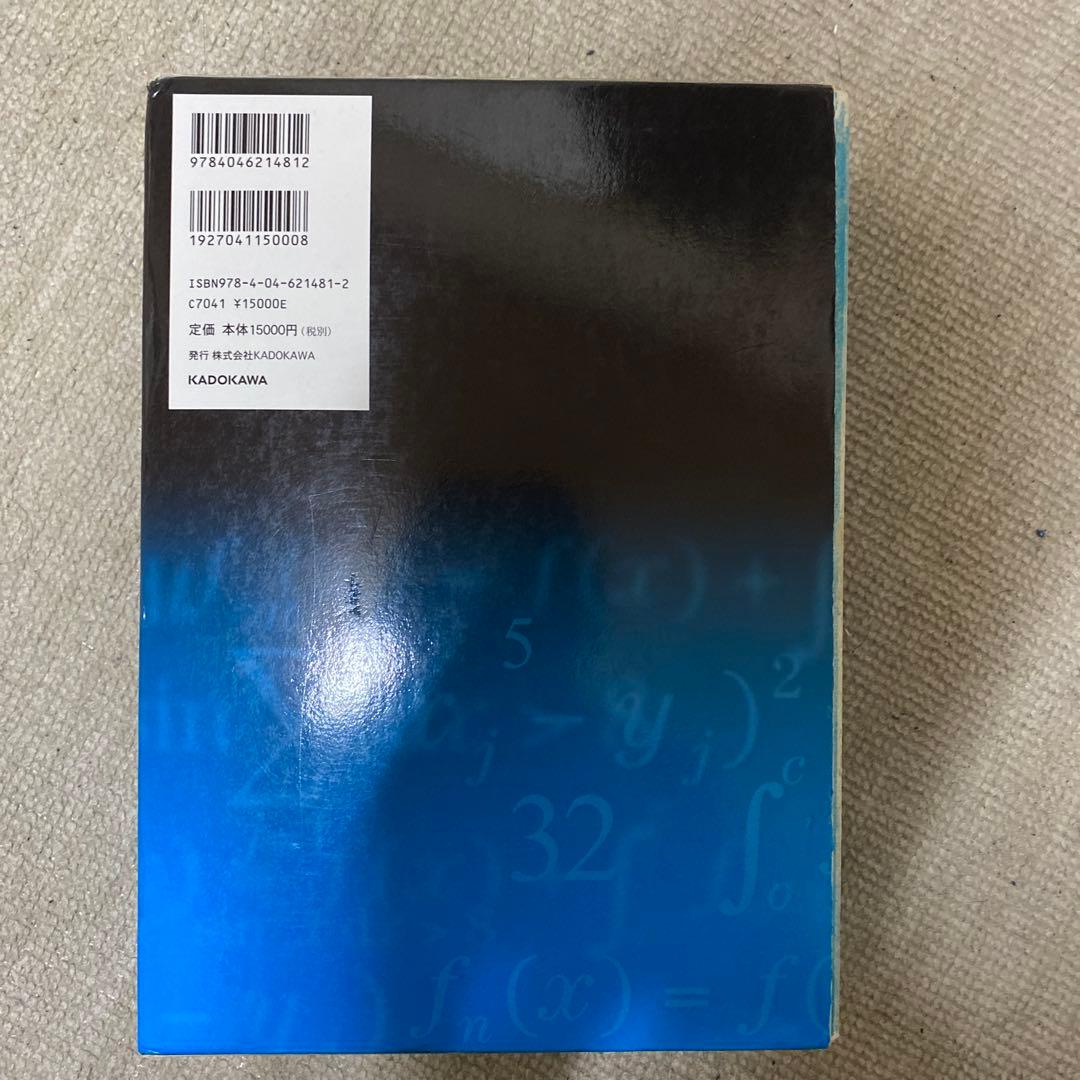 9784046214812
1927041150008
ISBN978-4-04-621481-2
C7041 ¥15000E
定価 本体15000円(税別)
発行 株式会社KADOKAWA
KADOKAWA
f(x) +
5
- y j)2
32
∫ c 0
fn(x) = f(